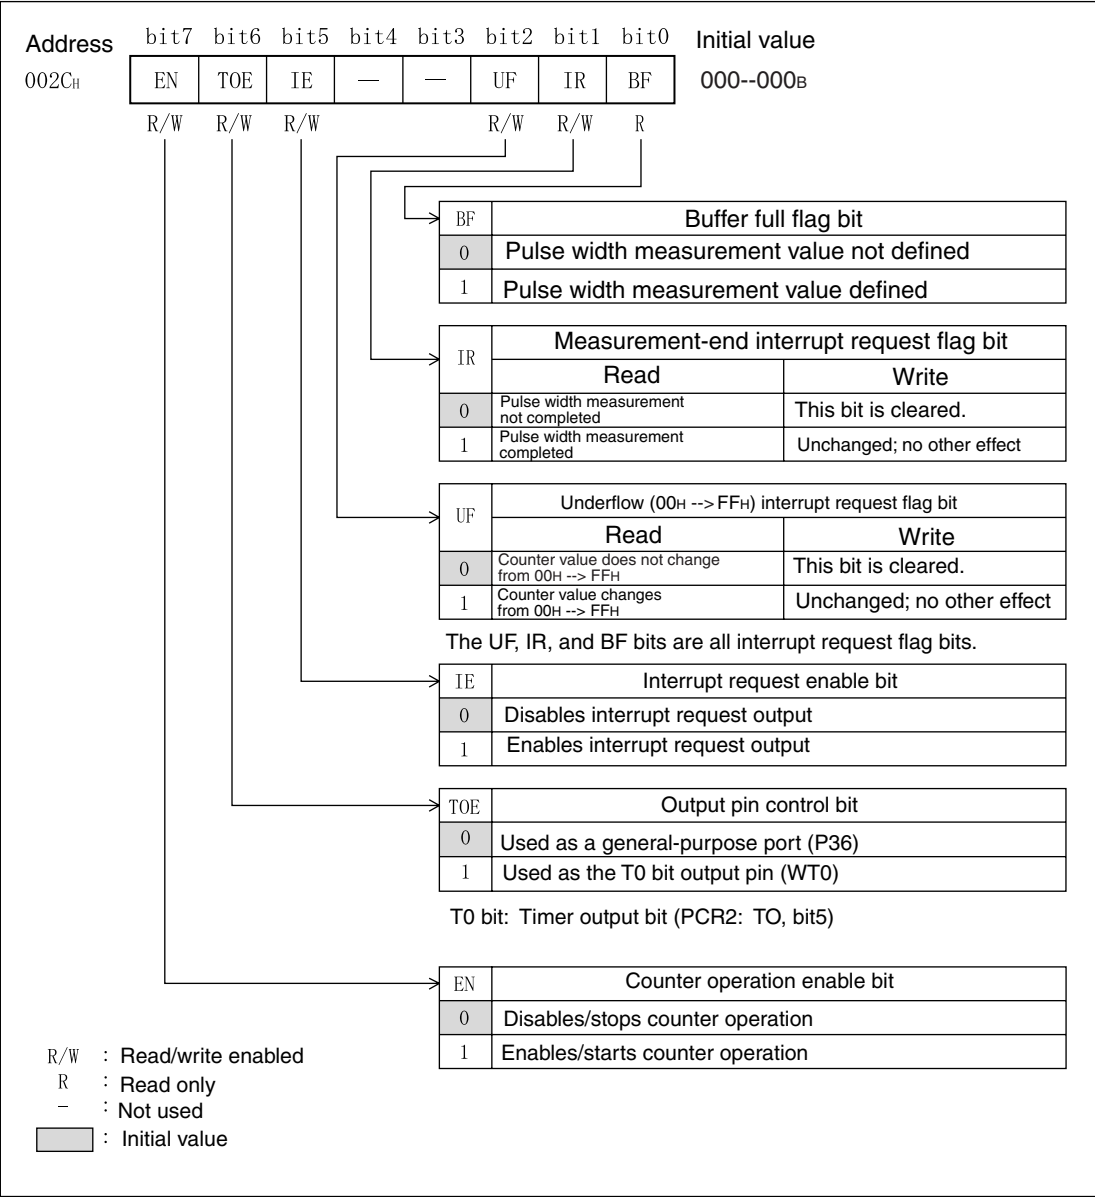 Address bit7 bit6 bit5 bit4 bit3 bit2 bit1 bit0 Initial value
002CH EN TOE IE — — UF IR BF 000--000B
R/W R/W R/W R/W R/W R
BF Buffer full flag bit
0 Pulse width measurement value not defined
1 Pulse width measurement value defined
IR Measurement-end interrupt request flag bit
Read Write
0 Pulse width measurement not completed This bit is cleared.
1 Pulse width measurement completed Unchanged; no other effect
UF Underflow (00H --> FFH) interrupt request flag bit
Read Write
0 Counter value does not change from 00H --> FFH This bit is cleared.
1 Counter value changes from 00H --> FFH Unchanged; no other effect
The UF, IR, and BF bits are all interrupt request flag bits.
IE Interrupt request enable bit
0 Disables interrupt request output
1 Enables interrupt request output
TOE Output pin control bit
0 Used as a general-purpose port (P36)
1 Used as the T0 bit output pin (WT0)
T0 bit: Timer output bit (PCR2: TO, bit5)
EN Counter operation enable bit
0 Disables/stops counter operation
1 Enables/starts counter operation
R/W : Read/write enabled
R : Read only
– : Not used
: Initial value